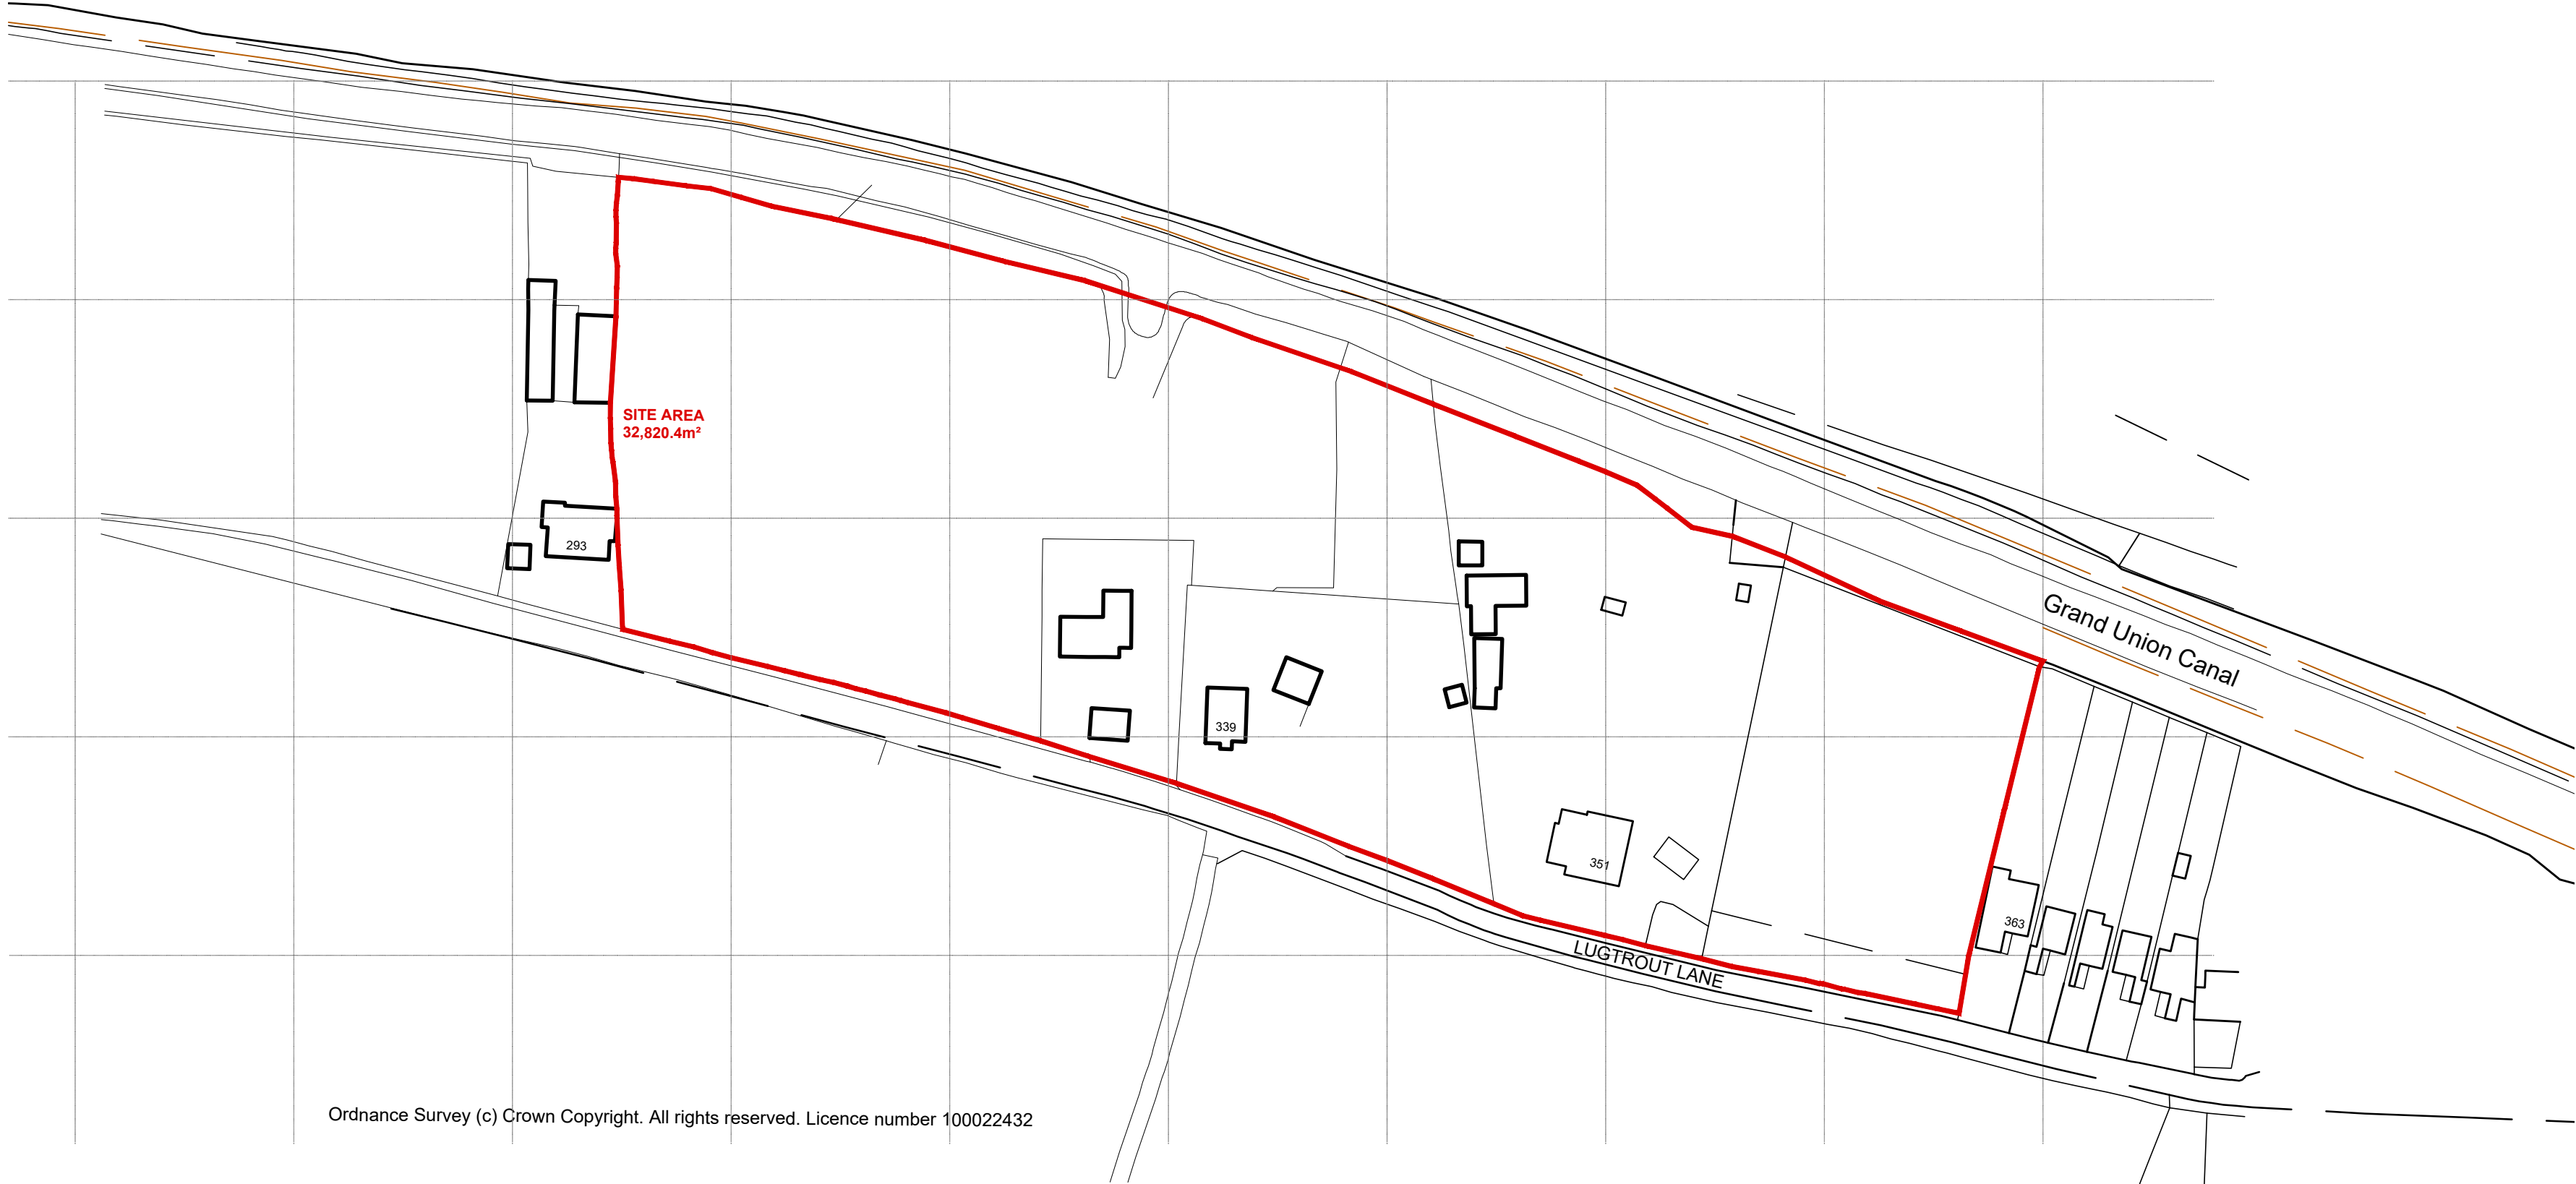 SITE AREA
32,820.4m²
293
339
351
363
Grand Union Canal
LUGTROUT LANE
Ordnance Survey (c) Crown Copyright. All rights reserved. Licence number 100022432